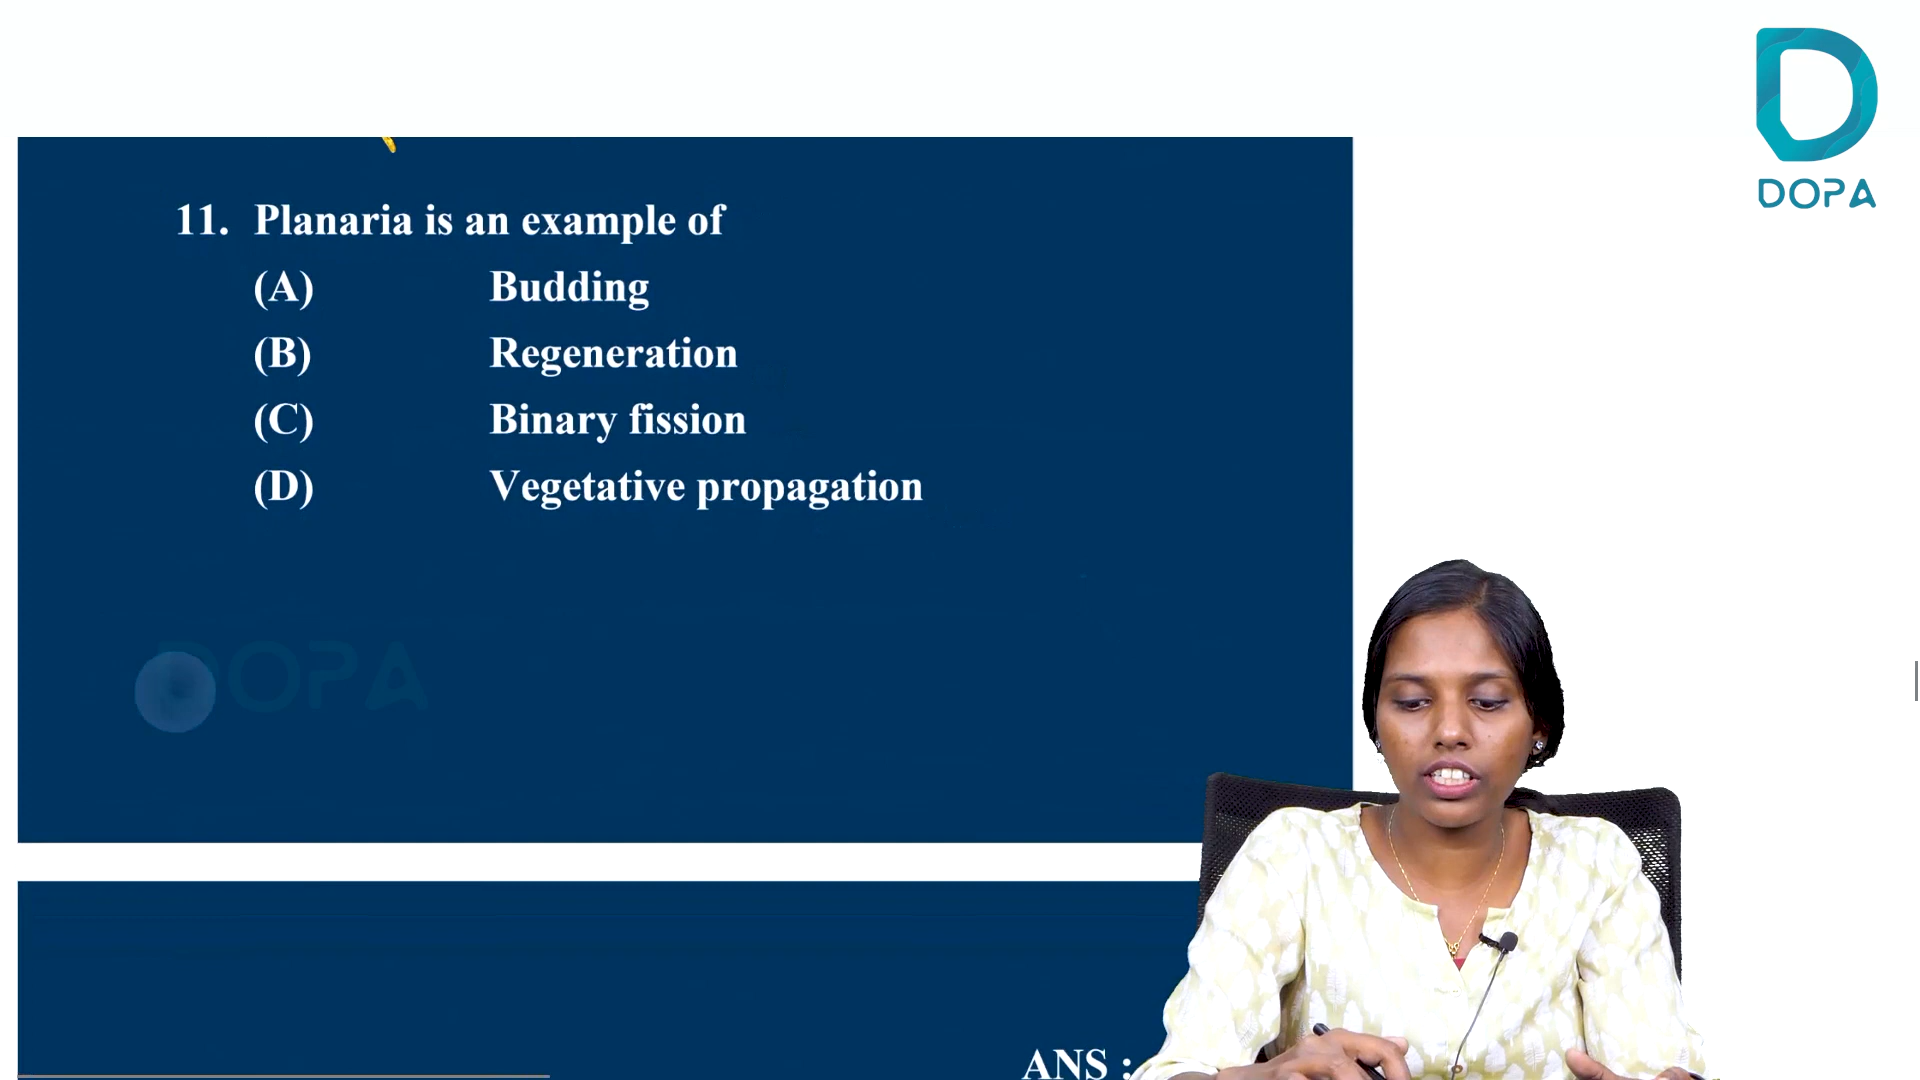 DOPA
11. Planaria is an example of
(A) Budding
(B) Regeneration
(C) Binary fission
(D) Vegetative propagation
DOPA
ANS :